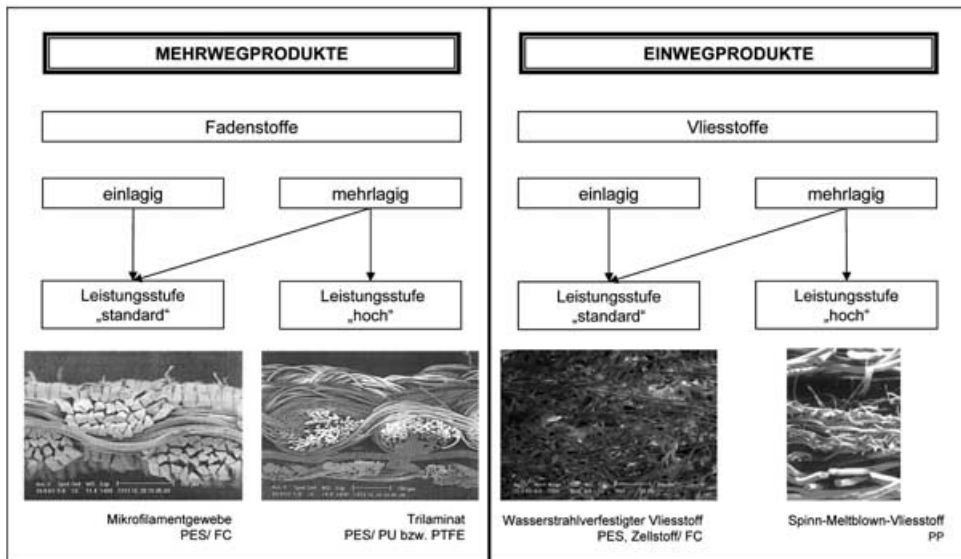 MEHRWEGPRODUKTE
Fadenstoffe
einlagig
mehrlagig
Leistungsstufe
„standard“
Leistungsstufe
„hoch“
Mikrofilamentgewebe
PES/ FC
Trilaminat
PES/ PU bzw. PTFE
EINWEGPRODUKTE
Vliesstoffe
einlagig
mehrlagig
Leistungsstufe
„standard“
Leistungsstufe
„hoch“
Wasserstrahlverfestigter Vliesstoff
PES, Zellstoff/ FC
Spinn-Meltblown-Vliesstoff
PP